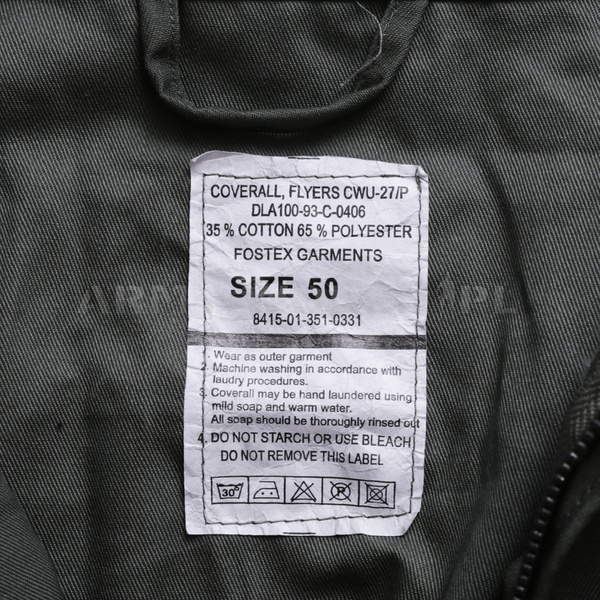 COVERALL, FLYERS CWU-27/P
DLA100-93-C-0406
35 % COTTON 65 % POLYESTER
FOSTEX GARMENTS
SIZE 50
8415-01-351-0331
1. Wear as outer garment
2. Machine washing in accordance with
laudry procedures.
3. Coverall may be hand laundered using
mild soap and warm water.
All soap should be thoroughly rinsed out
4. DO NOT STARCH OR USE BLEACH
DO NOT REMOVE THIS LABEL
30°